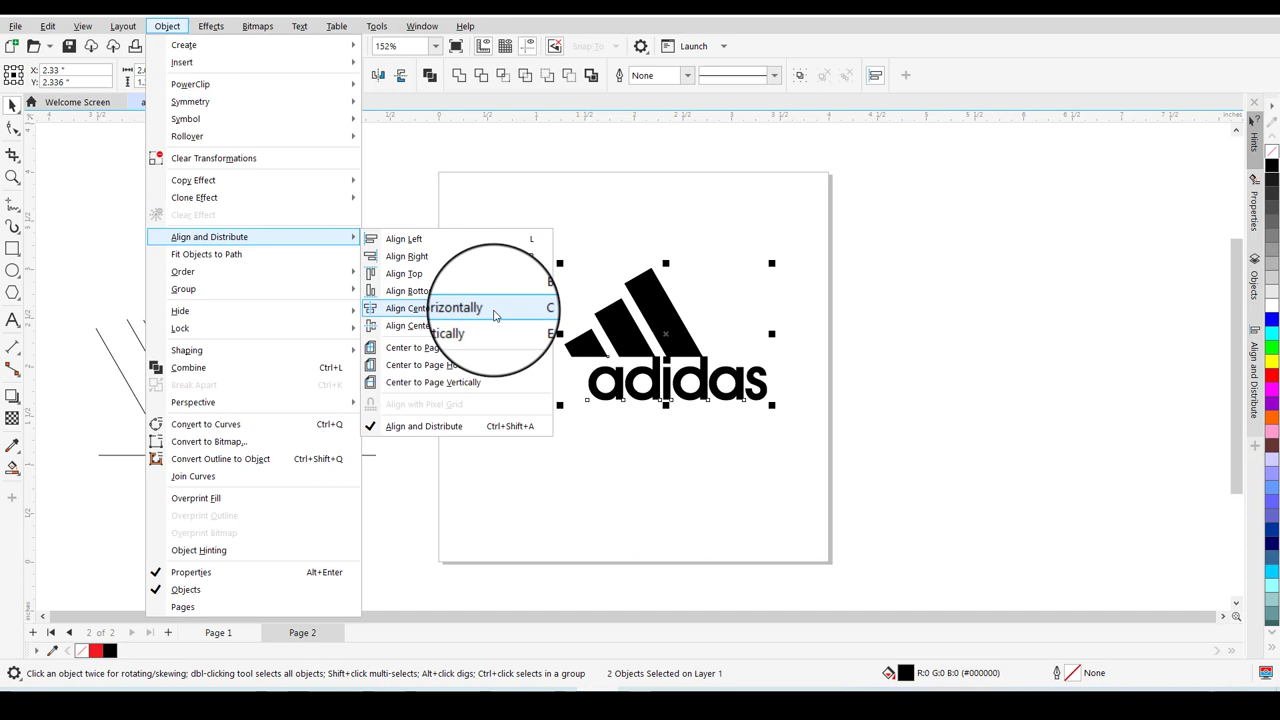 File Edit View Layout Object Effects Bitmaps Text Table Tools Window Help
152% Snap To Launch
X: 2.33 "
Y: 2.336 "
None
Welcome Screen
Create
Insert
PowerClip
Symmetry
Symbol
Rollover
Clear Transformations
Copy Effect
Clone Effect
Clear Effect
Align and Distribute
Fit Objects to Path
Order
Group
Hide
Lock
Shaping
Combine Ctrl+L
Break Apart Ctrl+K
Perspective
Convert to Curves Ctrl+Q
Convert to Bitmap...
Convert Outline to Object Ctrl+Shift+Q
Join Curves
Overprint Fill
Overprint Outline
Overprint Bitmap
Object Hinting
Properties Alt+Enter
Objects
Pages
Align Left L
Align Right
Align Top
Align Botto
Align Cente rizontally C
Align Cente tically E
Center to Pag
Center to Page Ho
Center to Page Vertically
Align with Pixel Grid
Align and Distribute Ctrl+Shift+A
adidas
inches
Hints
Properties
Objects
Align and Distribute
2 of 2 Page 1 Page 2
Click an object twice for rotating/skewing; dbl-clicking tool selects all objects; Shift+click multi-selects; Alt+click digs; Ctrl+click selects in a group 2 Objects Selected on Layer 1 R:0 G:0 B:0 (#000000) None